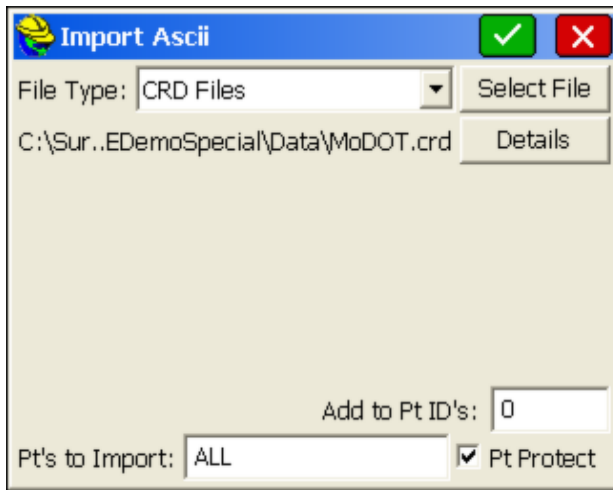 Import Ascii
File Type: CRD Files Select File
C:\Sur..EDemoSpecial\Data\MoDOT.crd Details
Add to Pt ID's: 0
Pt's to Import: ALL Pt Protect